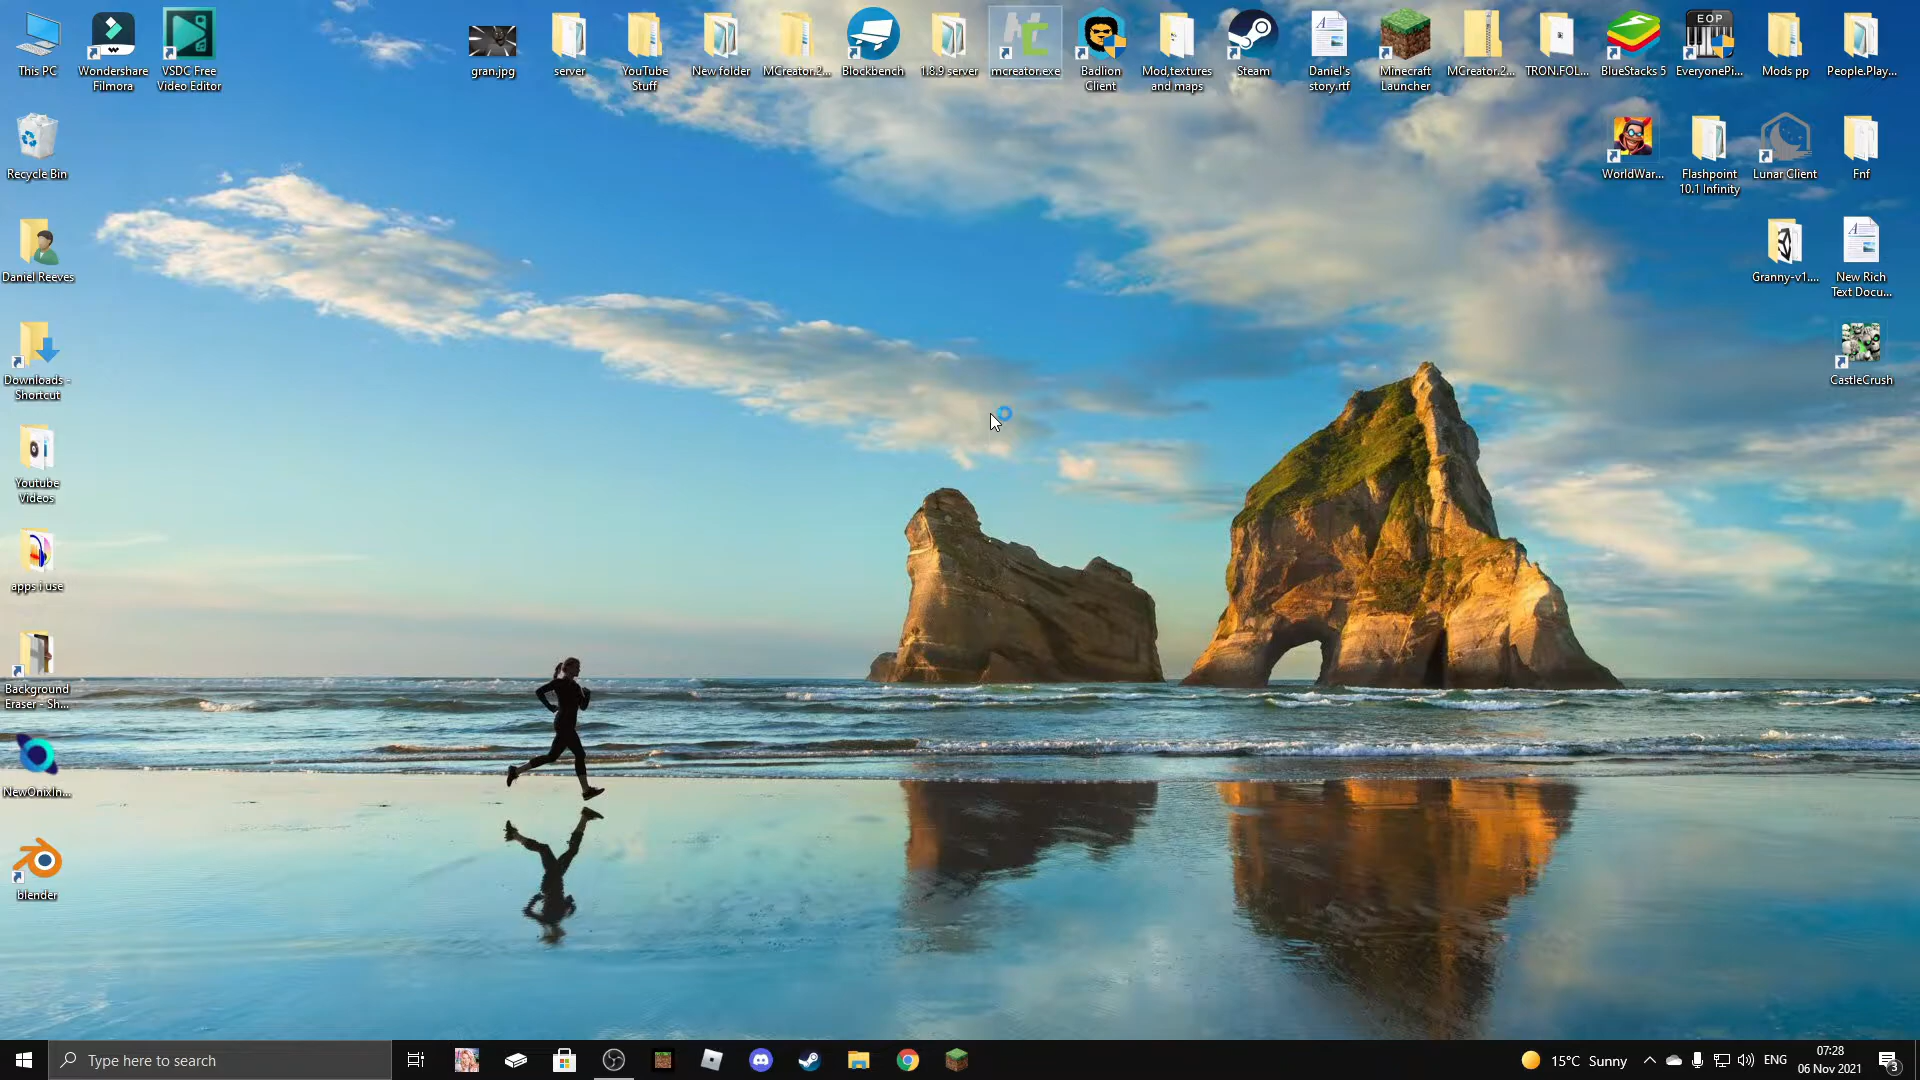 This PC
Wondershare
Filmora
VSDC Free
Video Editor
gran.jpg
server
YouTube
Stuff
New folder
MCreator.2...
Blockbench
1.8.9 server
mcreator.exe
Badlion
Client
Mod,textures
and maps
Steam
Daniel's
story.rtf
Minecraft
Launcher
MCreator.2...
TRON.FOL...
BlueStacks 5
EOP
EveryonePi...
Mods pp
People.Play...
Recycle Bin
WorldWar...
Flashpoint
10.1 Infinity
Lunar Client
Fnf
Daniel Reeves
Granny-v1....
New Rich
Text Docu...
Downloads -
Shortcut
CastleCrush
Youtube
Videos
apps i use
Background
Eraser - Sh...
NewOnixIn...
blender
Type here to search
15°C Sunny
ENG
07:28
06 Nov 2021
3